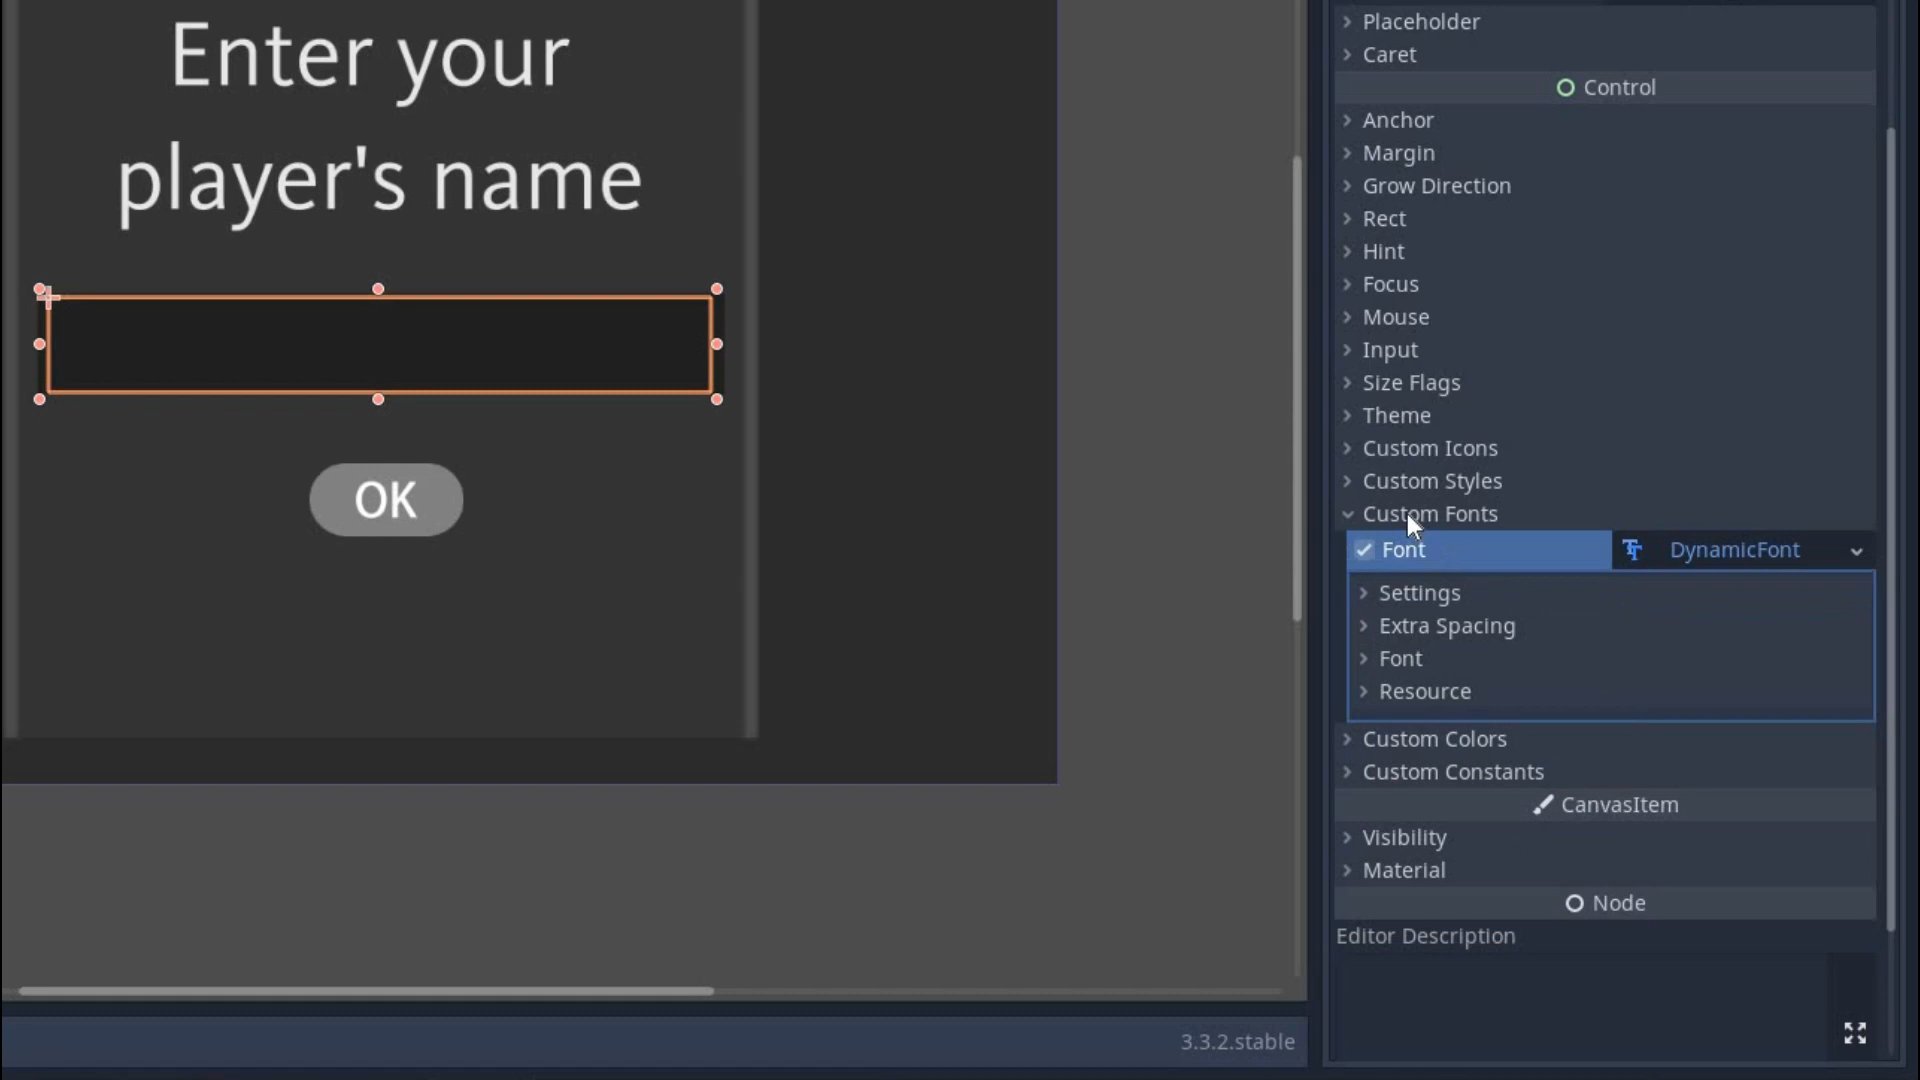 Enter your
player's name
OK
3.3.2.stable
Placeholder
Caret
Control
Anchor
Margin
Grow Direction
Rect
Hint
Focus
Mouse
Input
Size Flags
Theme
Custom Icons
Custom Styles
Custom Fonts
Font DynamicFont
Settings
Extra Spacing
Font
Resource
Custom Colors
Custom Constants
CanvasItem
Visibility
Material
Node
Editor Description